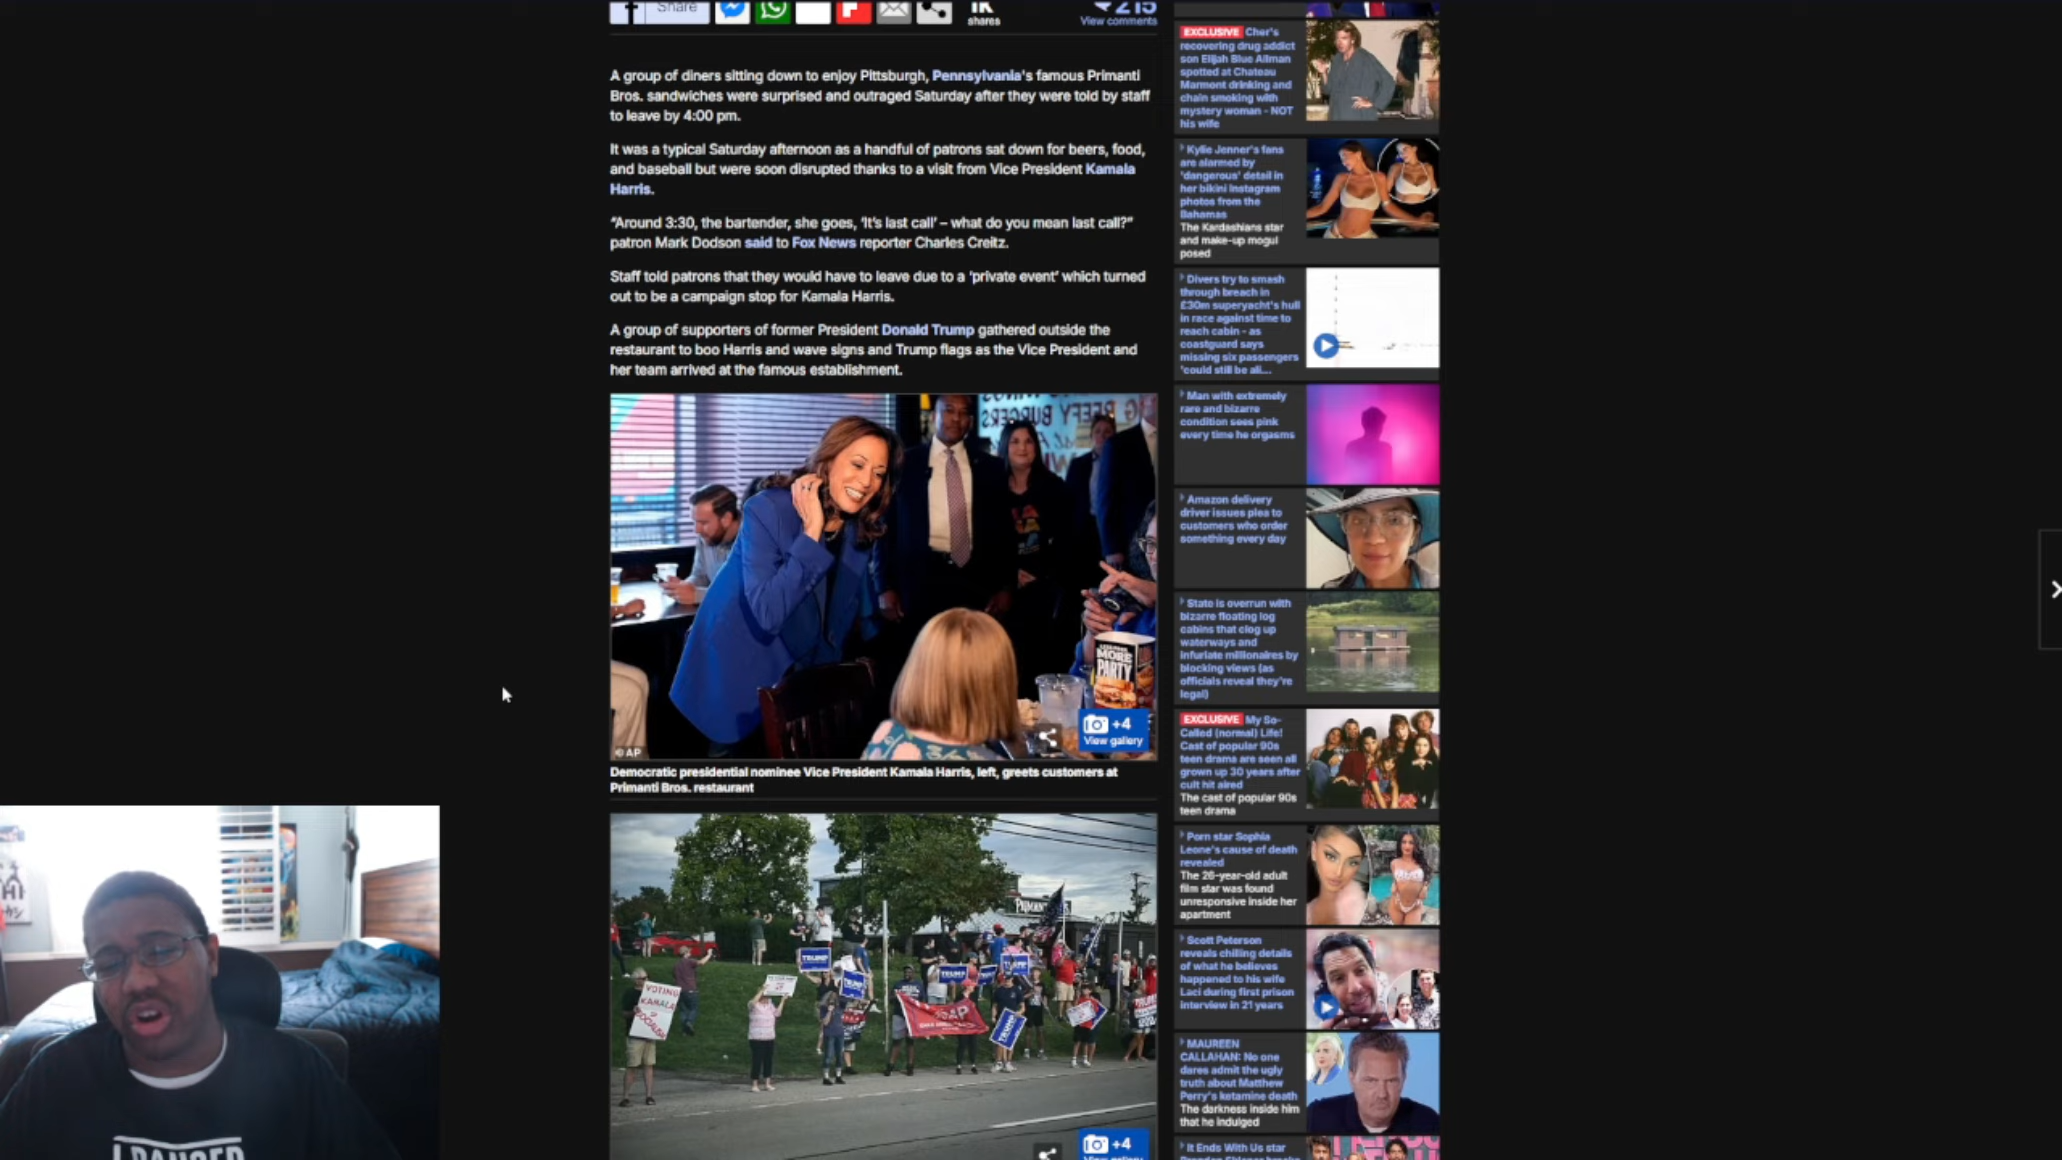 Share
1K
shares
215
View comments
A group of diners sitting down to enjoy Pittsburgh, Pennsylvania's famous Primanti
Bros. sandwiches were surprised and outraged Saturday after they were told by staff
to leave by 4:00 pm.
It was a typical Saturday afternoon as a handful of patrons sat down for beers, food,
and baseball but were soon disrupted thanks to a visit from Vice President Kamala
Harris.
"Around 3:30, the bartender, she goes, 'It's last call' – what do you mean last call?"
patron Mark Dodson said to Fox News reporter Charles Creitz.
Staff told patrons that they would have to leave due to a 'private event' which turned
out to be a campaign stop for Kamala Harris.
A group of supporters of former President Donald Trump gathered outside the
restaurant to boo Harris and wave signs and Trump flags as the Vice President and
her team arrived at the famous establishment.
BEEFY BURGERS
MORE
PARTY
© AP
+4
View gallery
Democratic presidential nominee Vice President Kamala Harris, left, greets customers at
Primanti Bros. restaurant
TRUMP
TRUMP
TRUMP
TRUMP
TRUMP
VOTING
KAMALA
+4
View gallery
EXCLUSIVE Cher's
recovering drug addict
son Elijah Blue Allman
spotted at Chateau
Marmont drinking and
chain smoking with
mystery woman - NOT
his wife
Kylie Jenner's fans
are alarmed by
'dangerous' detail in
her bikini Instagram
photos from the
Bahamas
The Kardashians star
and make-up mogul
posed
Divers try to smash
through breach in
£30m superyacht's hull
in race against time to
reach cabin - as
coastguard says
missing six passengers
'could still be ali...
Man with extremely
rare and bizarre
condition sees pink
every time he orgasms
Amazon delivery
driver issues plea to
customers who order
something every day
State is overrun with
bizarre floating log
cabins that clog up
waterways and
infuriate millionaires by
blocking views (as
officials reveal they're
legal)
EXCLUSIVE My So-
Called (normal) Life!
Cast of popular 90s
teen drama are seen all
grown up 30 years after
cult hit aired
The cast of popular 90s
teen drama
Porn star Sophia
Leone's cause of death
revealed
The 26-year-old adult
film star was found
unresponsive inside her
apartment
Scott Peterson
reveals chilling details
of what he believes
happened to his wife
Laci during first prison
interview in 21 years
MAUREEN
CALLAHAN: No one
dares admit the ugly
truth about Matthew
Perry's ketamine death
The darkness inside him
that he indulged
It Ends With Us star